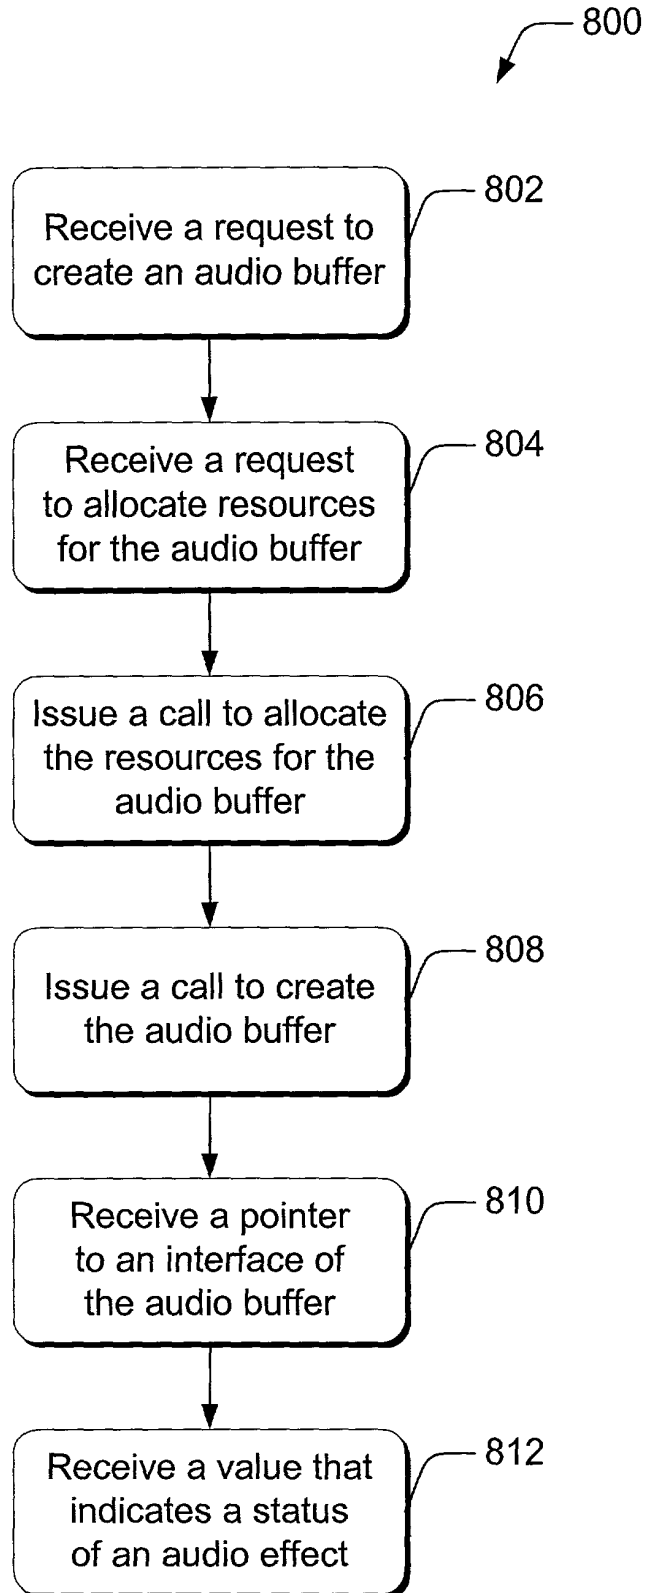 800
802
Receive a request to
create an audio buffer
804
Receive a request
to allocate resources
for the audio buffer
806
Issue a call to allocate
the resources for the
audio buffer
808
Issue a call to create
the audio buffer
810
Receive a pointer
to an interface of
the audio buffer
812
Receive a value that
indicates a status
of an audio effect